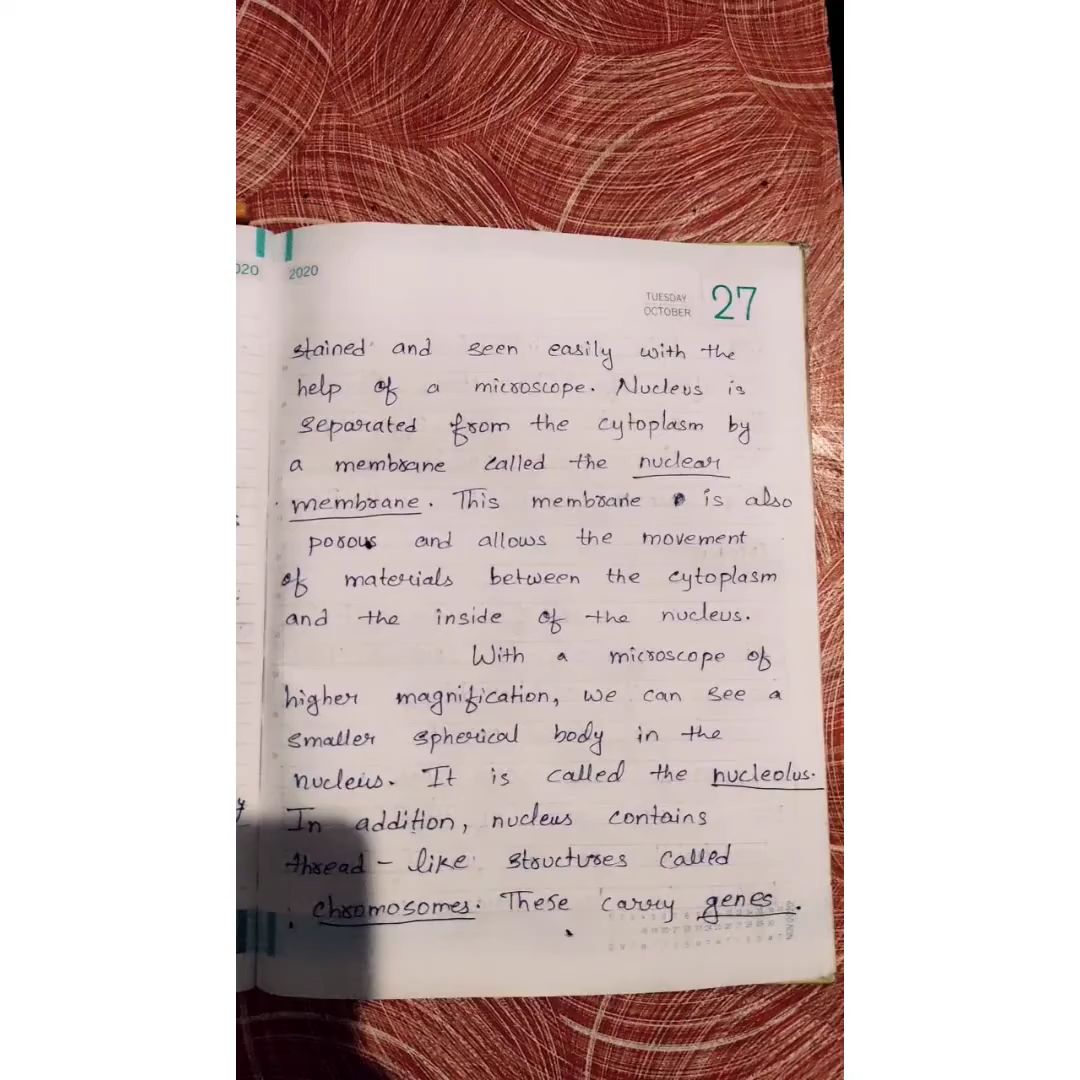 020
2020
TUESDAY
OCTOBER
27
stained and seen easily with the
help of a microscope. Nucleus is
separated from the cytoplasm by
a membrane called the nuclear
membrane. This membrane is also
porous and allows the movement
of materials between the cytoplasm
and the inside of the nucleus.
With a microscope of
higher magnification, we can see a
smaller spherical body in the
nucleus. It is called the nucleolus.
In addition, nucleus contains
thread-like structures called
chromosomes. These carry genes.